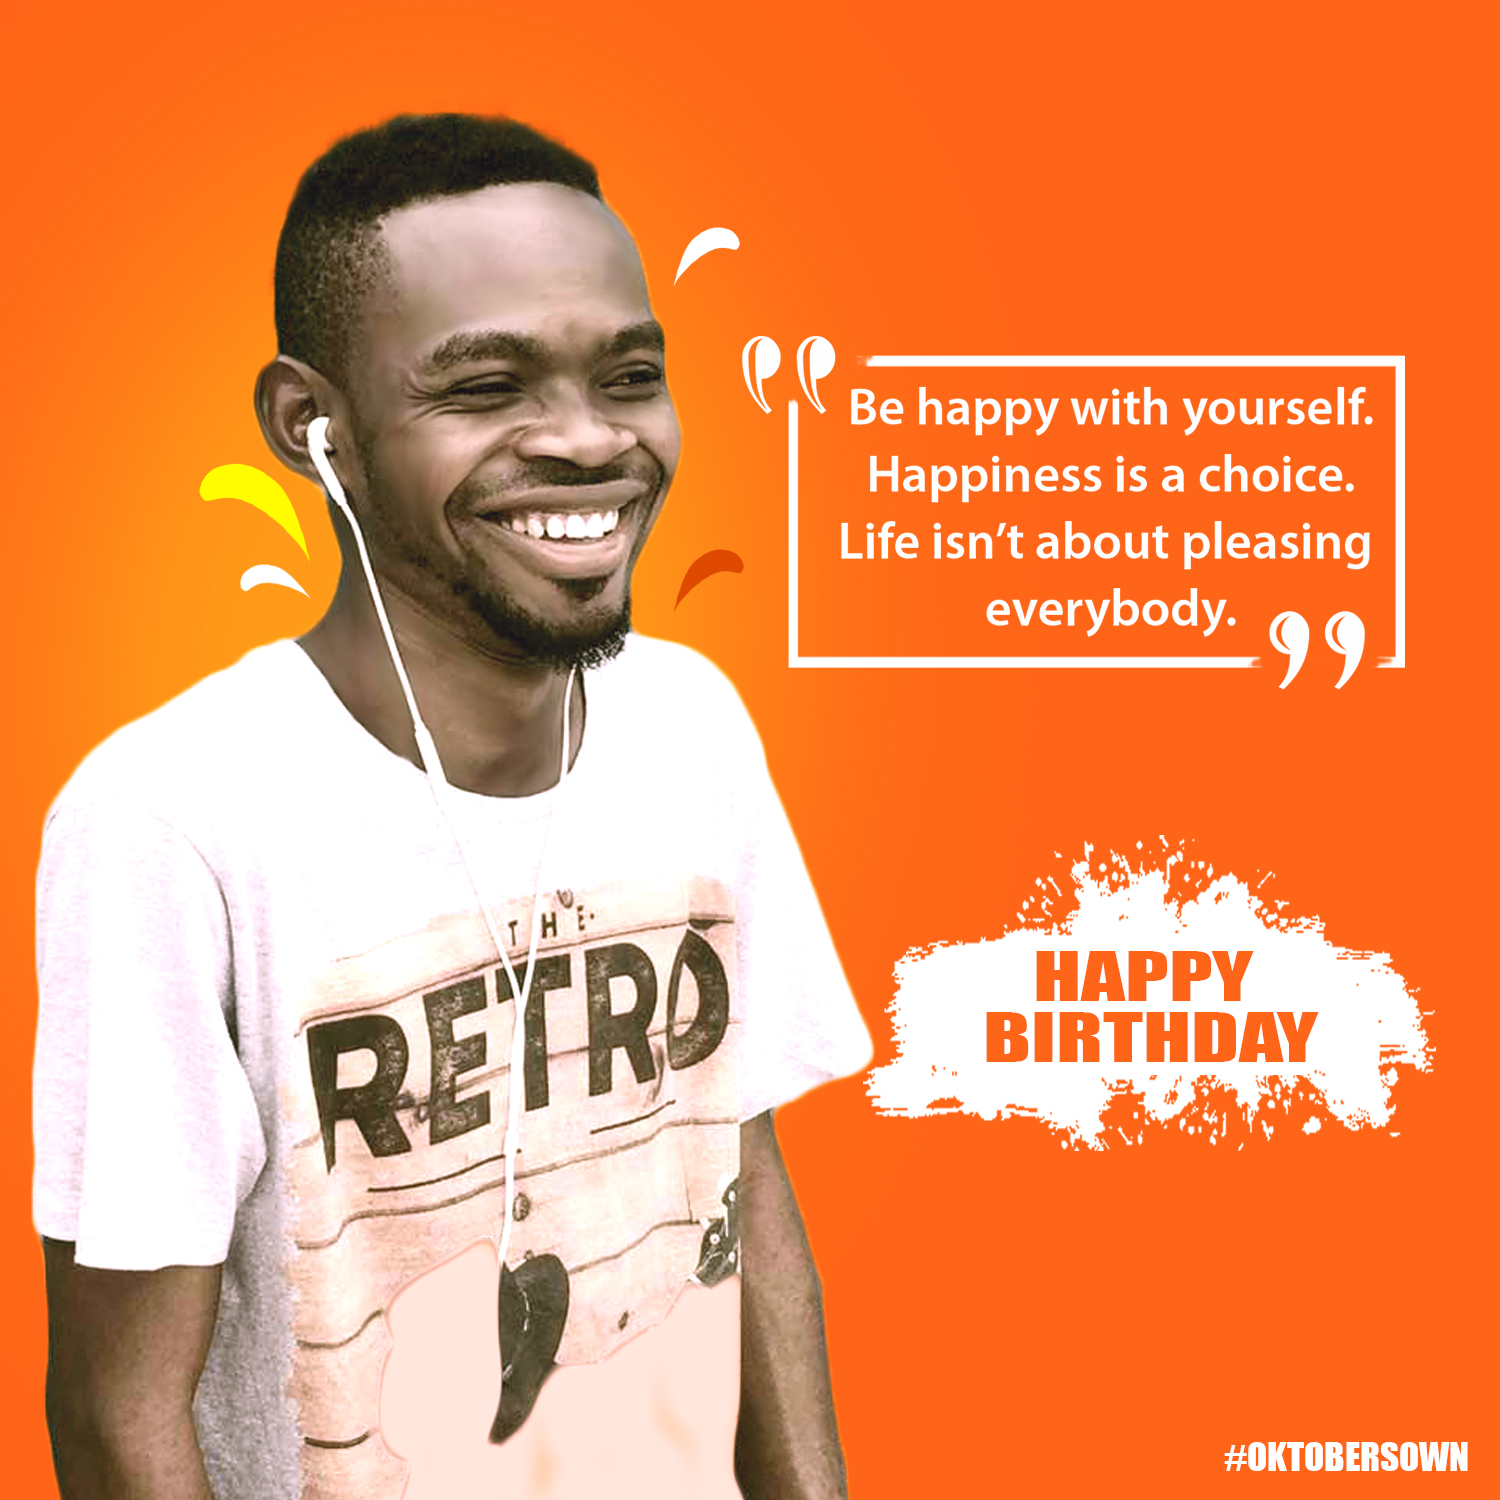 “Be happy with yourself.
Happiness is a choice.
Life isn’t about pleasing
everybody.”
THE
RETRO
HAPPY
BIRTHDAY
#OKTOBERSOWN